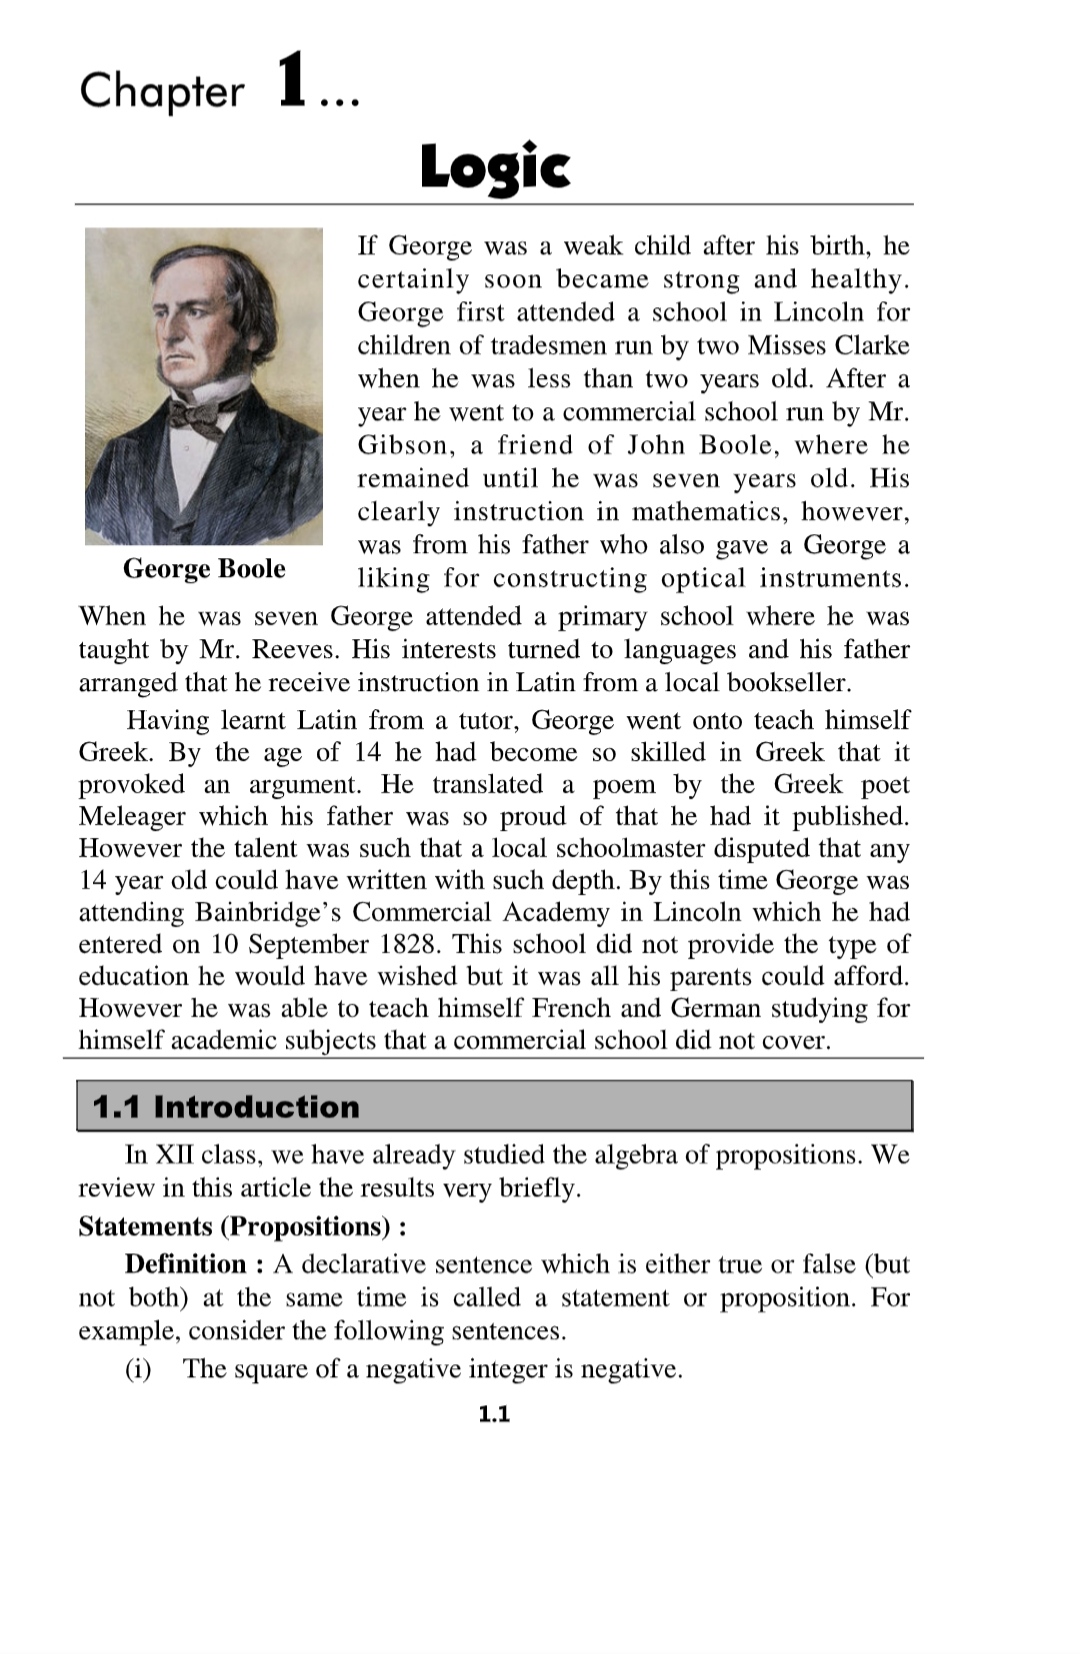 Chapter 1...
Logic
If George was a weak child after his birth, he
certainly soon became strong and healthy.
George first attended a school in Lincoln for
children of tradesmen run by two Misses Clarke
when he was less than two years old. After a
year he went to a commercial school run by Mr.
Gibson, a friend of John Boole, where he
remained until he was seven years old. His
clearly instruction in mathematics, however,
was from his father who also gave a George a
liking for constructing optical instruments.
George Boole
When he was seven George attended a primary school where he was
taught by Mr. Reeves. His interests turned to languages and his father
arranged that he receive instruction in Latin from a local bookseller.
Having learnt Latin from a tutor, George went onto teach himself
Greek. By the age of 14 he had become so skilled in Greek that it
provoked an argument. He translated a poem by the Greek poet
Meleager which his father was so proud of that he had it published.
However the talent was such that a local schoolmaster disputed that any
14 year old could have written with such depth. By this time George was
attending Bainbridge's Commercial Academy in Lincoln which he had
entered on 10 September 1828. This school did not provide the type of
education he would have wished but it was all his parents could afford.
However he was able to teach himself French and German studying for
himself academic subjects that a commercial school did not cover.
1.1 Introduction
In XII class, we have already studied the algebra of propositions. We
review in this article the results very briefly.
Statements (Propositions) :
Definition : A declarative sentence which is either true or false (but
not both) at the same time is called a statement or proposition. For
example, consider the following sentences.
(i) The square of a negative integer is negative.
1.1